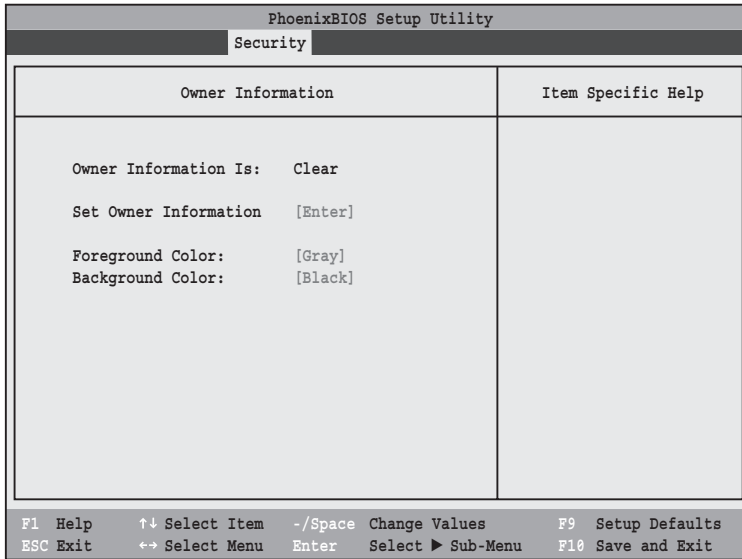 PhoenixBIOS Setup Utility
Security
Owner Information
Item Specific Help
Owner Information Is: Clear
Set Owner Information [Enter]
Foreground Color: [Gray]
Background Color: [Black]
F1 Help ↑↓ Select Item -/Space Change Values F9 Setup Defaults
ESC Exit ←→ Select Menu Enter Select ▶ Sub-Menu F10 Save and Exit